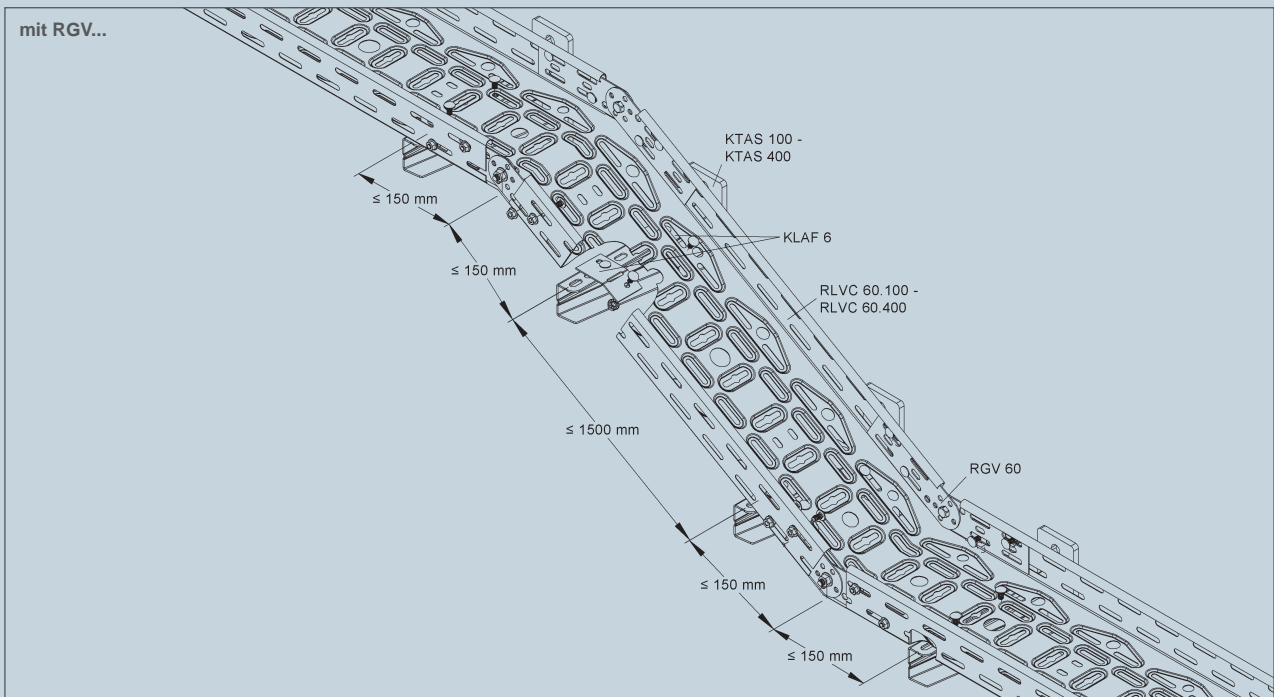 mit RGV...
KTAS 100 -
KTAS 400
≤ 150 mm
KLAF 6
≤ 150 mm
RLVC 60.100 -
RLVC 60.400
≤ 1500 mm
RGV 60
≤ 150 mm
≤ 150 mm